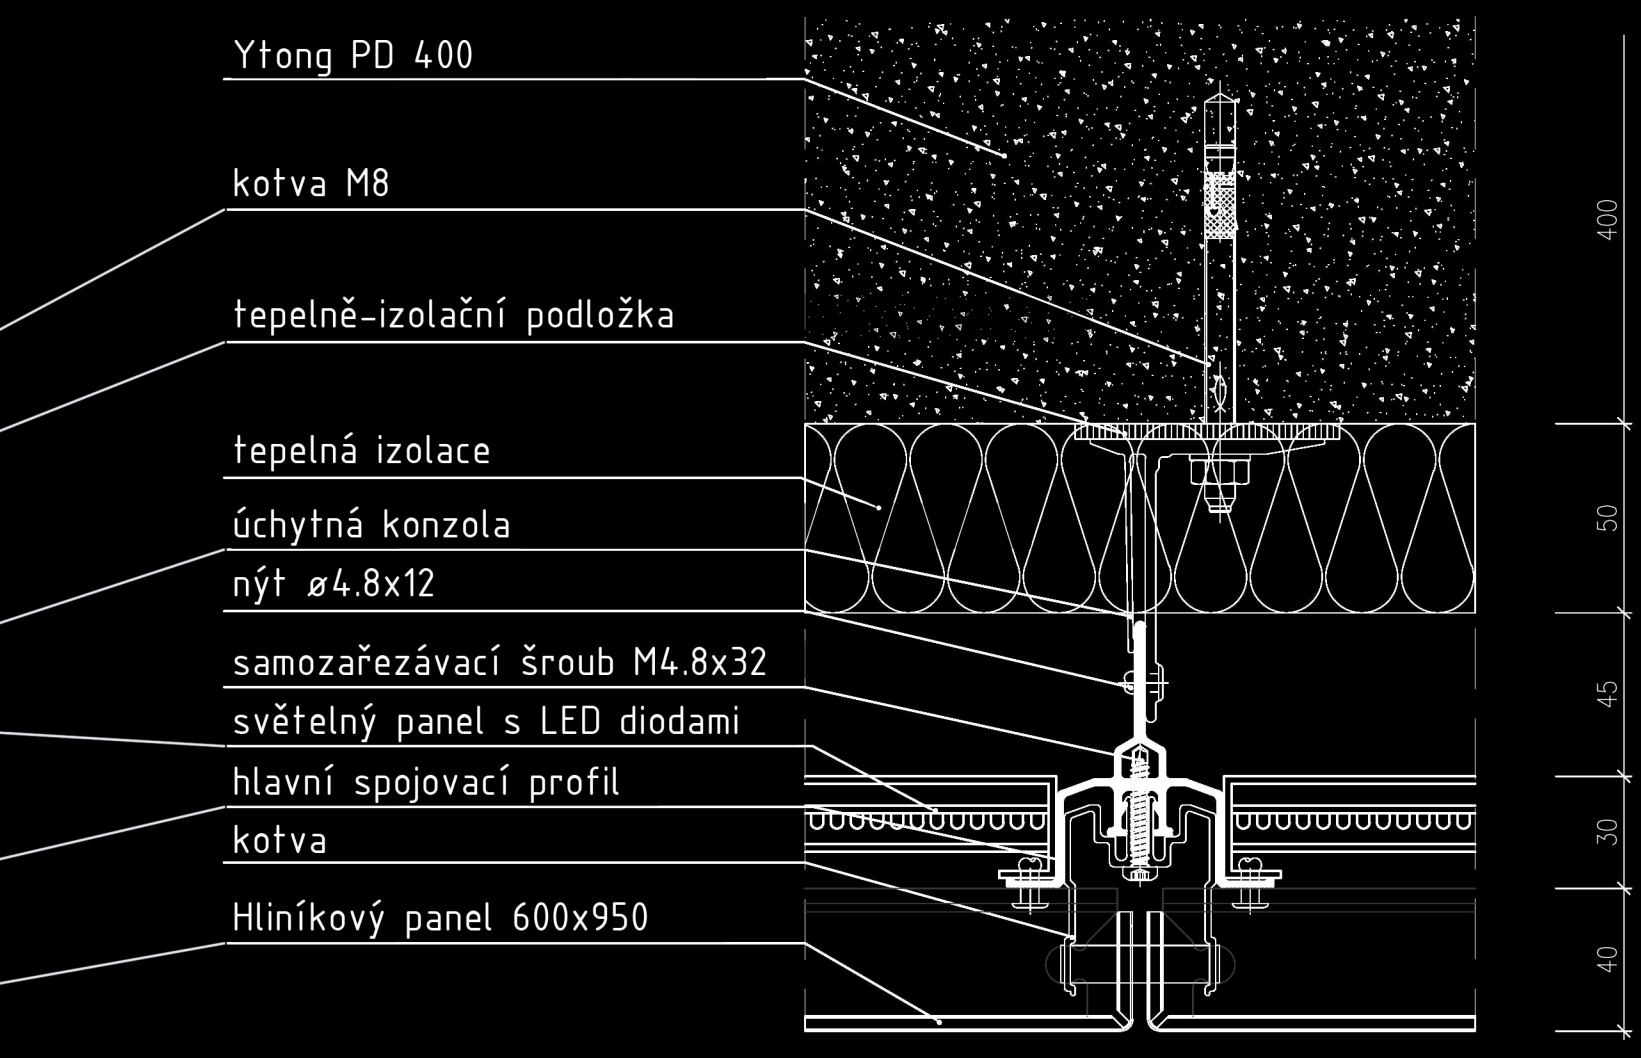 Ytong PD 400
kotva M8
tepelně-izolační podložka
tepelná izolace
úchytná konzola
nýt ø4.8x12
samozařezávací šroub M4.8x32
světelný panel s LED diodami
hlavní spojovací profil
kotva
Hliníkový panel 600x950
400
50
45
30
40